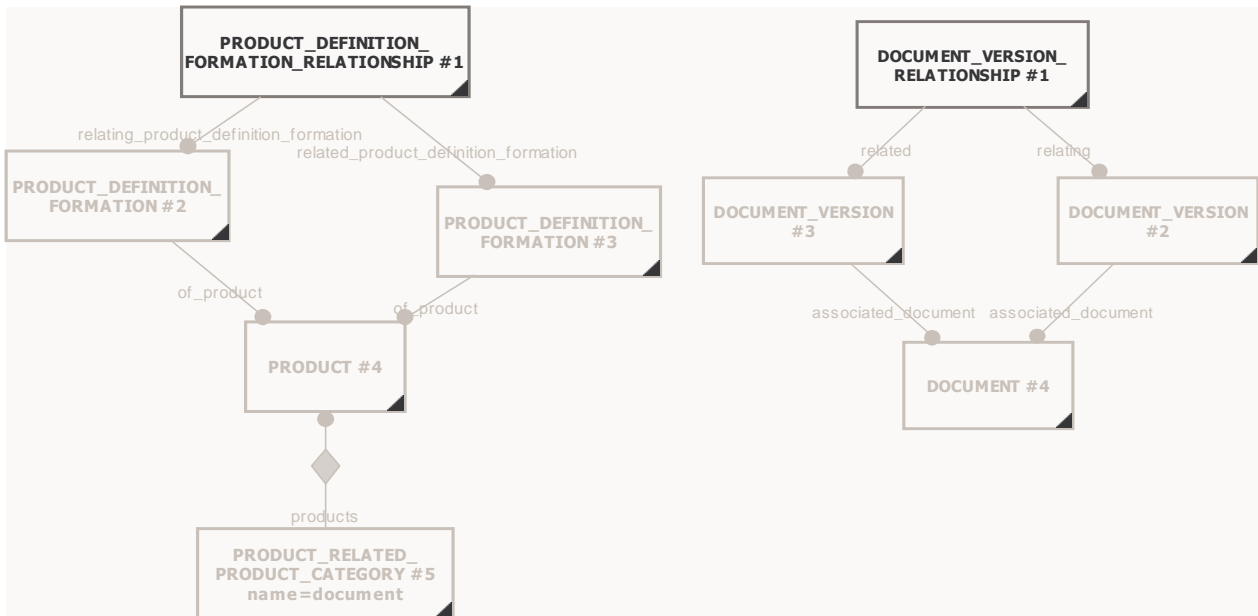 PRODUCT_DEFINITION_
FORMATION_RELATIONSHIP #1
relating_product_definition_formation
related_product_definition_formation
PRODUCT_DEFINITION_
FORMATION #2
PRODUCT_DEFINITION_
FORMATION #3
of_product
of_product
PRODUCT #4
products
PRODUCT_RELATED_
PRODUCT_CATEGORY #5
name=document
DOCUMENT_VERSION_
RELATIONSHIP #1
related
relating
DOCUMENT_VERSION
#3
DOCUMENT_VERSION
#2
associated_document
associated_document
DOCUMENT #4